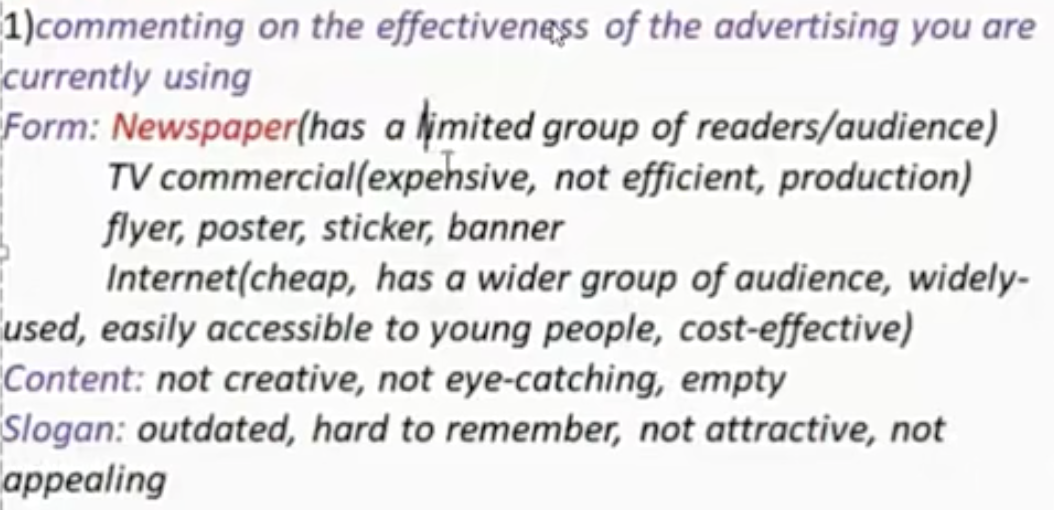 1)commenting on the effectiveness of the advertising you are
currently using
Form: Newspaper(has a limited group of readers/audience)
TV commercial(expensive, not efficient, production)
flyer, poster, sticker, banner
Internet(cheap, has a wider group of audience, widely-
used, easily accessible to young people, cost-effective)
Content: not creative, not eye-catching, empty
Slogan: outdated, hard to remember, not attractive, not
appealing